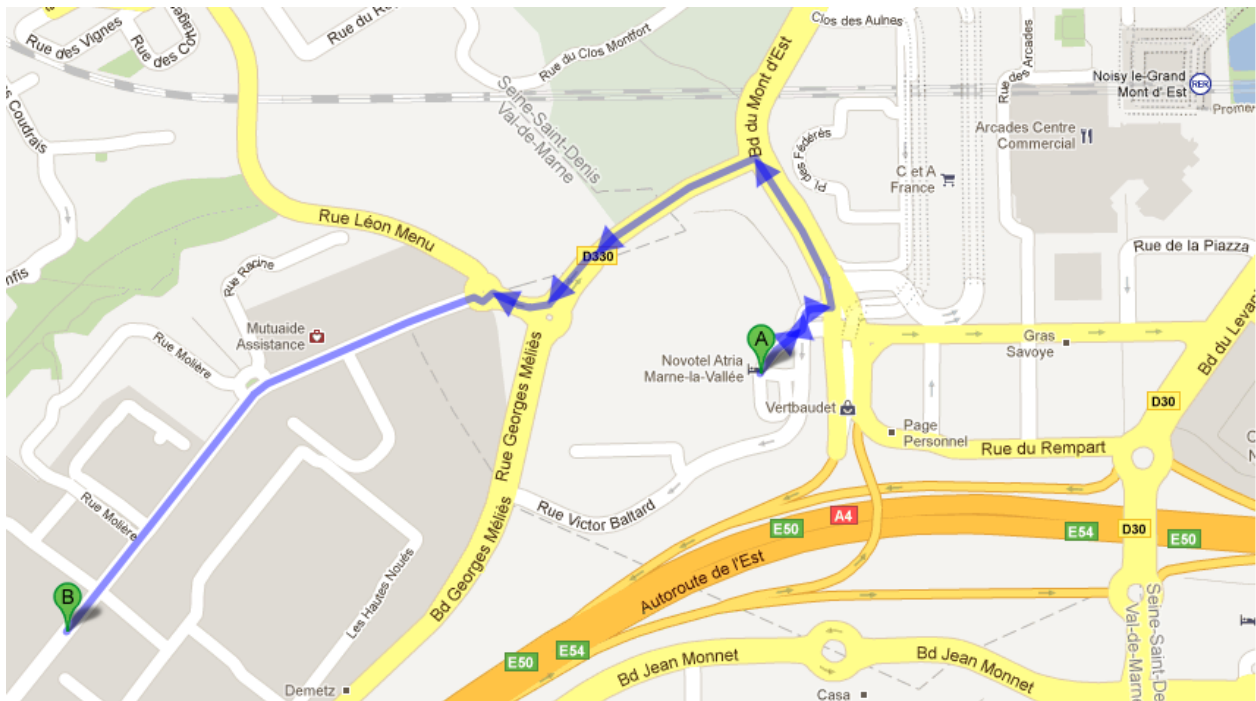 Rue des Vignes
Rue des Co
Rue du Clos Montfort
Seine-Saint-Denis
Val-de-Marne
Bd du Mont d'Est
Clos des Aulnes
Rue des Arcades
Noisy le-Grand
Mont d' Est
RER
Coudrais
Arcades Centre
Commercial
Pl des Fédérés
C et A
France
Rue Léon Menu
D330
Rue de la Piazza
Rue Racine
Mutuaide
Assistance
Rue Molière
A
Novotel Atria
Marne-la-Vallée
Gras
Savoye
Bd du Levan
Vertbaudet
Page
Personnel
D30
Rue Georges Méliès
Rue du Rempart
Rue Molière
Rue Victor Baltard
A4
E50
E54
D30
E50
Autoroute de l'Est
Les Hautes Noués
B
Bd Georges Méliès
E50
E54
Seine-Saint-De
Val-de-Marne
Bd Jean Monnet
Bd Jean Monnet
Demetz
Casa